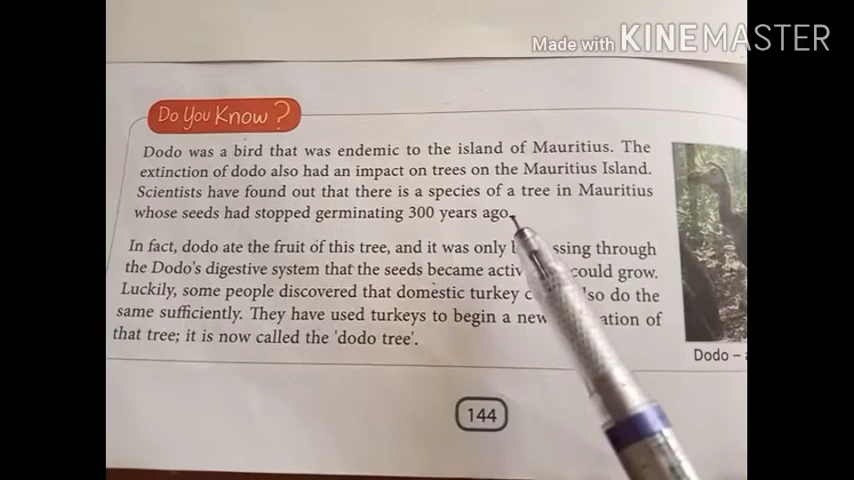 Made with KINEMASTER
Do You Know?
Dodo was a bird that was endemic to the island of Mauritius. The
extinction of dodo also had an impact on trees on the Mauritius Island.
Scientists have found out that there is a species of a tree in Mauritius
whose seeds had stopped germinating 300 years ago.
In fact, dodo ate the fruit of this tree, and it was only ssing through
the Dodo's digestive system that the seeds became activ could grow.
Luckily, some people discovered that domestic turkey lso do the
same sufficiently. They have used turkeys to begin a new ation of
that tree; it is now called the 'dodo tree'.
Dodo –
144